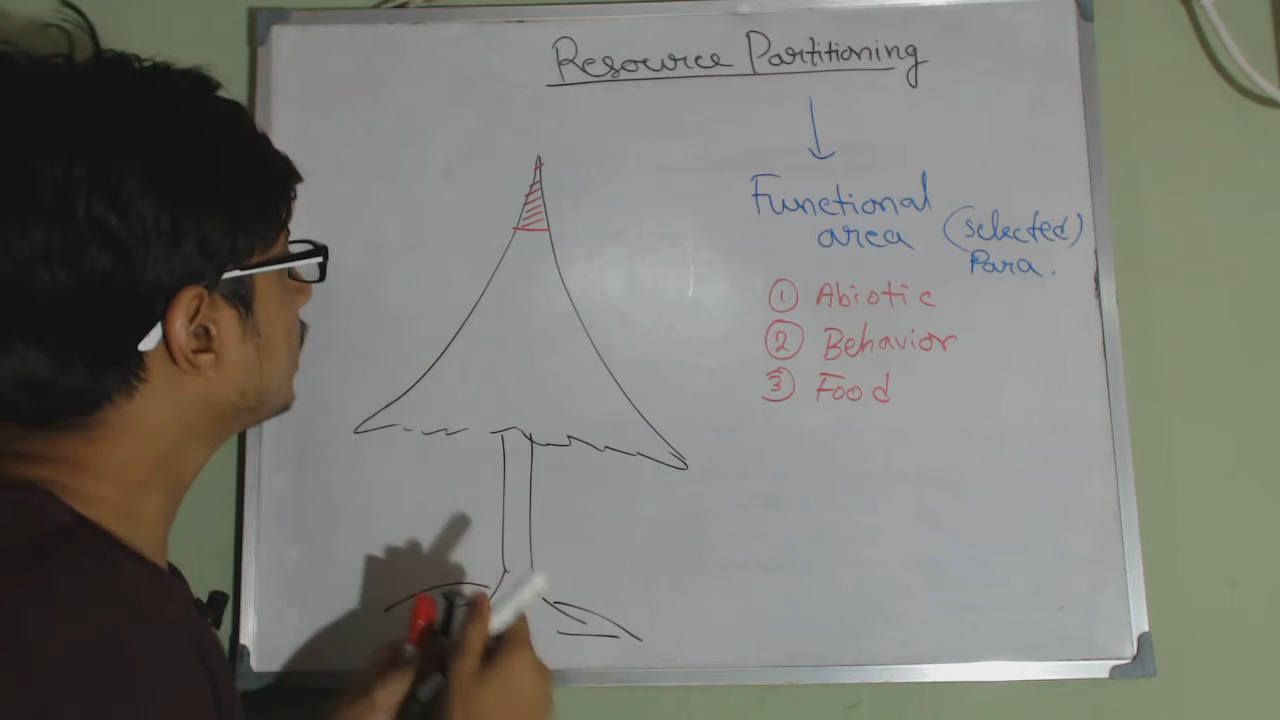 Resource Partitioning
Functional
area (selected)
Para.
① Abiotic
② Behavior
③ Food